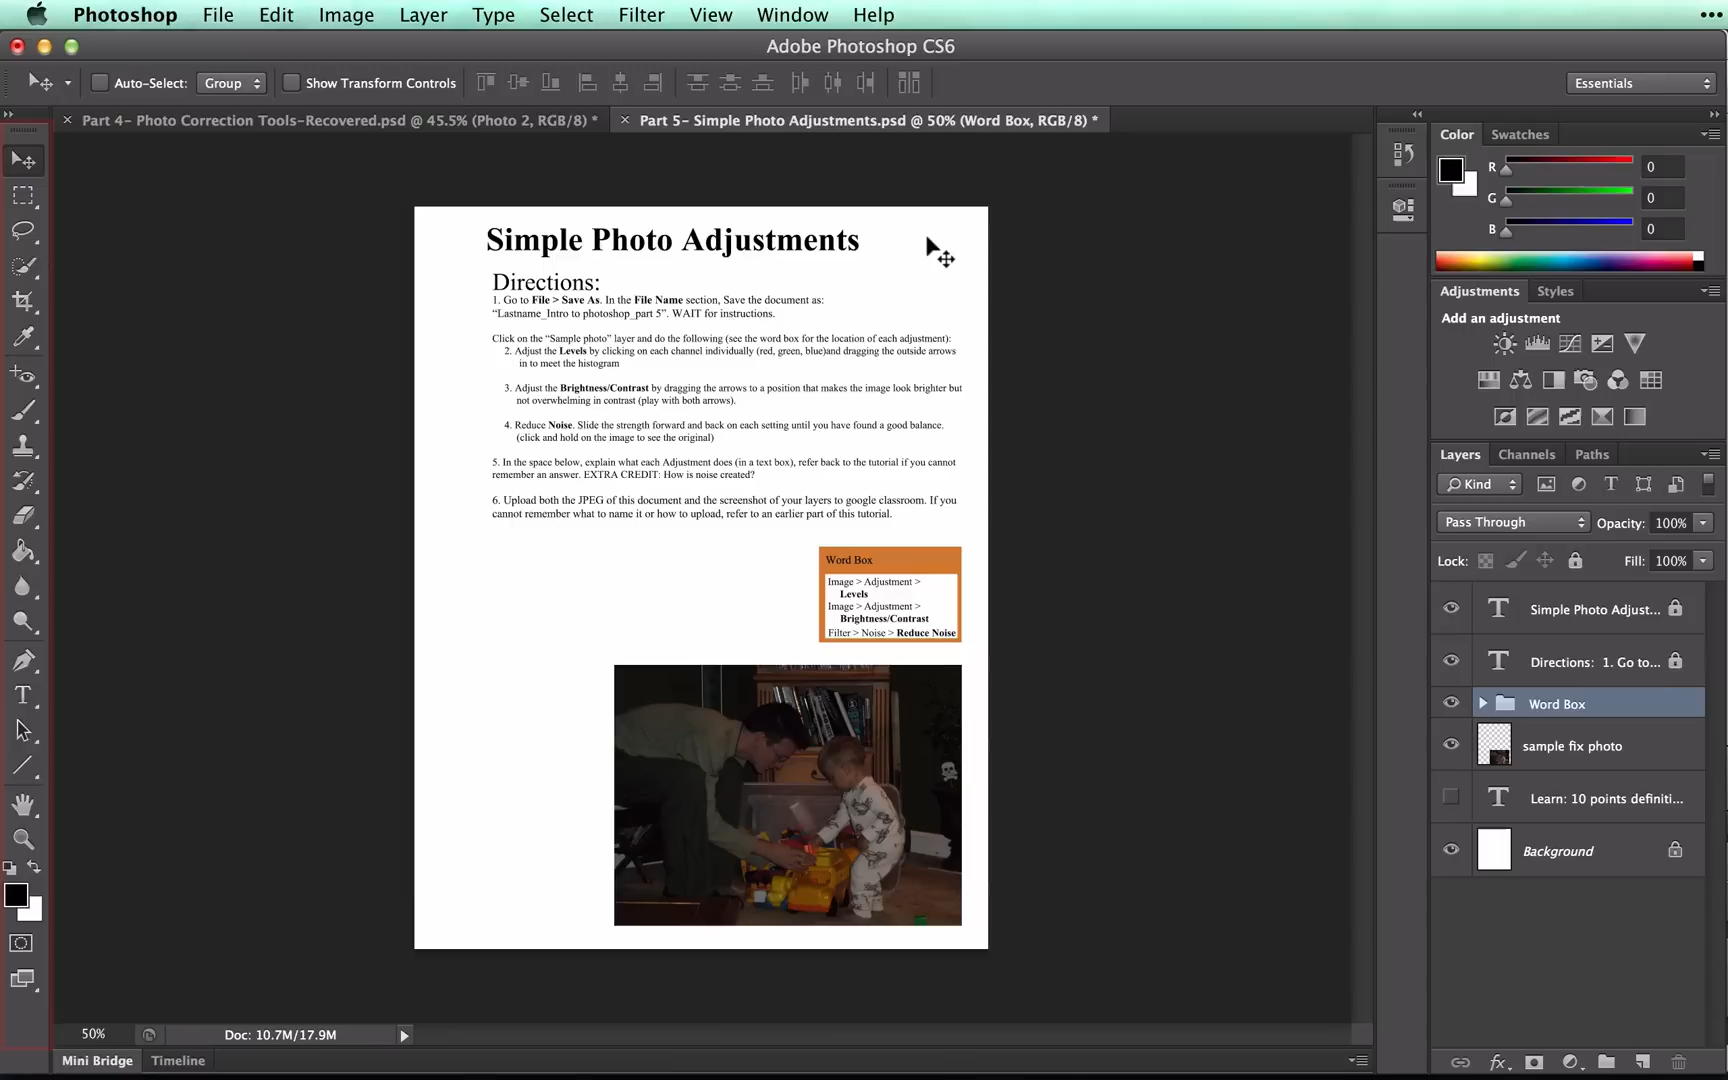 Photoshop File Edit Image Layer Type Select Filter View Window Help
Adobe Photoshop CS6
Auto-Select: Group Show Transform Controls Essentials
Part 4- Photo Correction Tools-Recovered.psd @ 45.5% (Photo 2, RGB/8) *
Part 5- Simple Photo Adjustments.psd @ 50% (Word Box, RGB/8) *
Simple Photo Adjustments
Directions:
1. Go to File > Save As. In the File Name section, Save the document as:
“Lastname_Intro to photoshop_part 5”. WAIT for instructions.
Click on the “Sample photo” layer and do the following (see the word box for the location of each adjustment):
2. Adjust the Levels by clicking on each channel individually (red, green, blue)and dragging the outside arrows
in to meet the histogram
3. Adjust the Brightness/Contrast by dragging the arrows to a position that makes the image look brighter but
not overwhelming in contrast (play with both arrows).
4. Reduce Noise. Slide the strength forward and back on each setting until you have found a good balance.
(click and hold on the image to see the original)
5. In the space below, explain what each Adjustment does (in a text box), refer back to the tutorial if you cannot
remember an answer. EXTRA CREDIT: How is noise created?
6. Upload both the JPEG of this document and the screenshot of your layers to google classroom. If you
cannot remember what to name it or how to upload, refer to an earlier part of this tutorial.
Word Box
Image > Adjustment >
Levels
Image > Adjustment >
Brightness/Contrast
Filter > Noise > Reduce Noise
Color Swatches
R 0
G 0
B 0
Adjustments Styles
Add an adjustment
Layers Channels Paths
Kind
Pass Through Opacity: 100%
Lock: Fill: 100%
Simple Photo Adjust...
Directions: 1. Go to...
Word Box
sample fix photo
Learn: 10 points definiti...
Background
50% Doc: 10.7M/17.9M
Mini Bridge Timeline